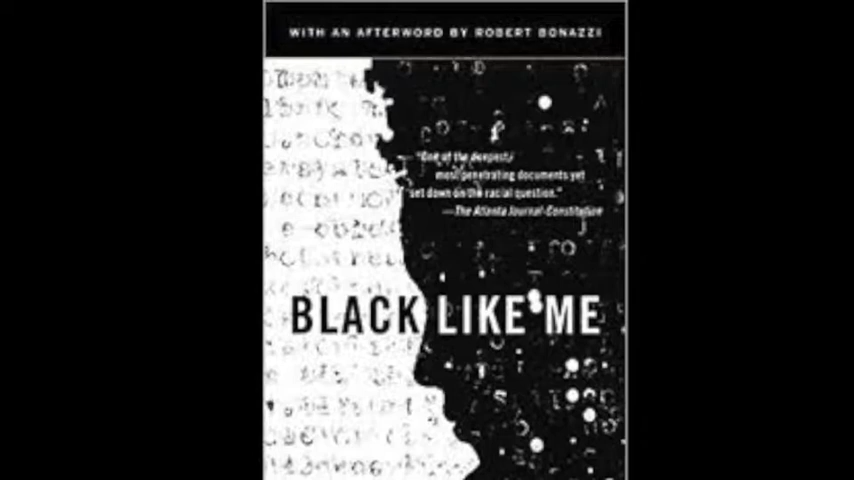 WITH AN AFTERWORD BY ROBERT BONAZZI
"One of the deepest,
most penetrating documents yet
set down on the racial question."
—The Atlanta Journal-Constitution
BLACK LIKE ME